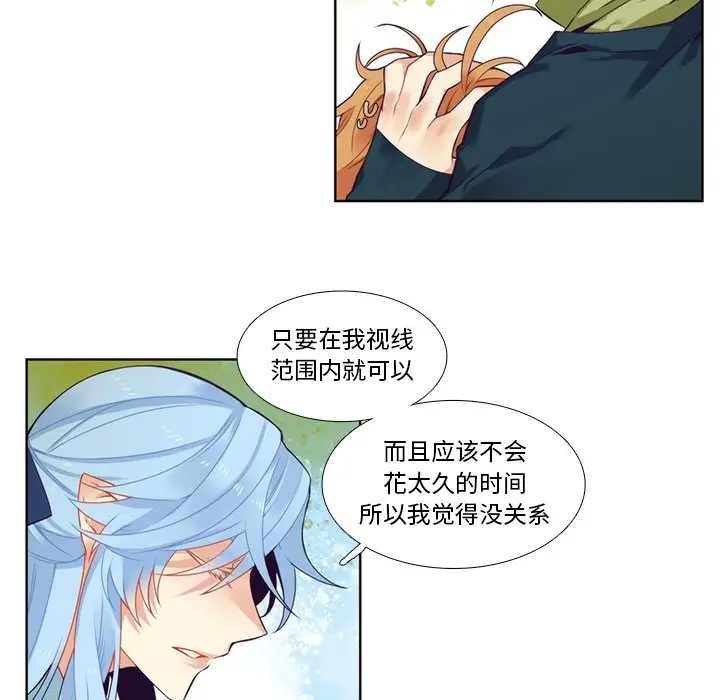 只要在我视线
范围内就可以
而且应该不会
花太久的时间
所以我觉得没关系